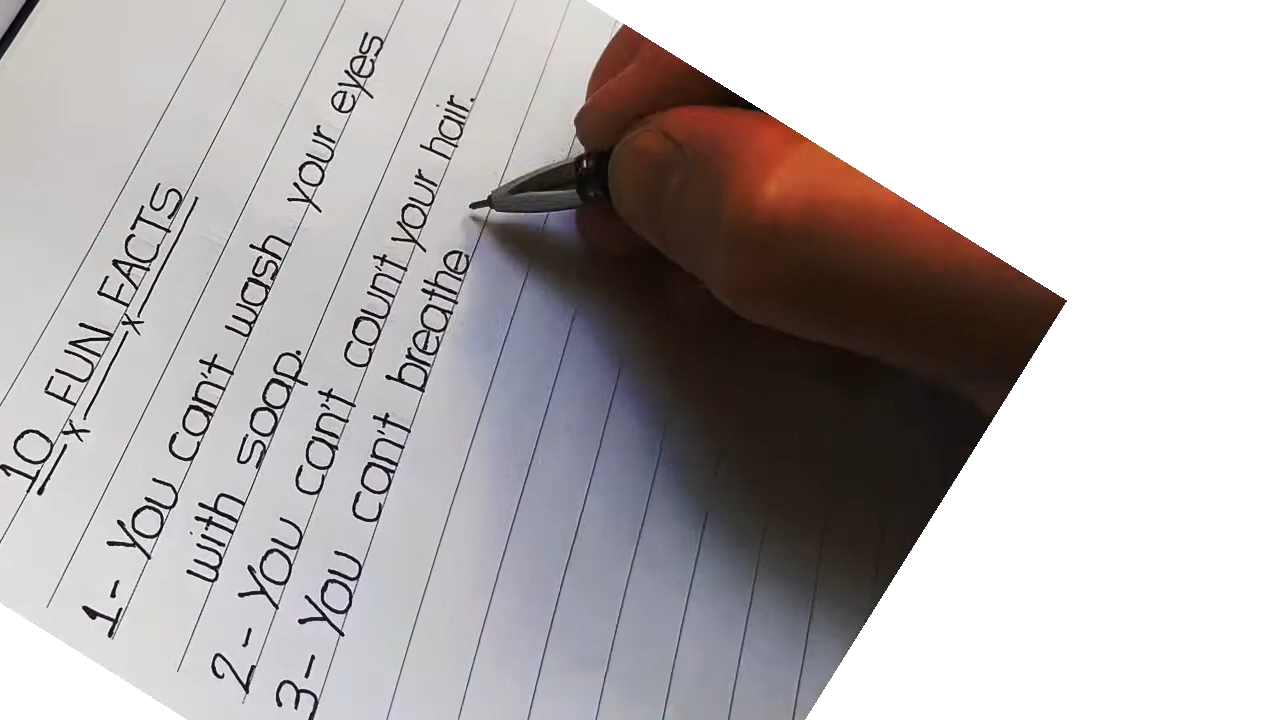 10 FUN FACTS
1- You can't wash your eyes
with soap.
2- You can't count your hair.
3- You can't breathe